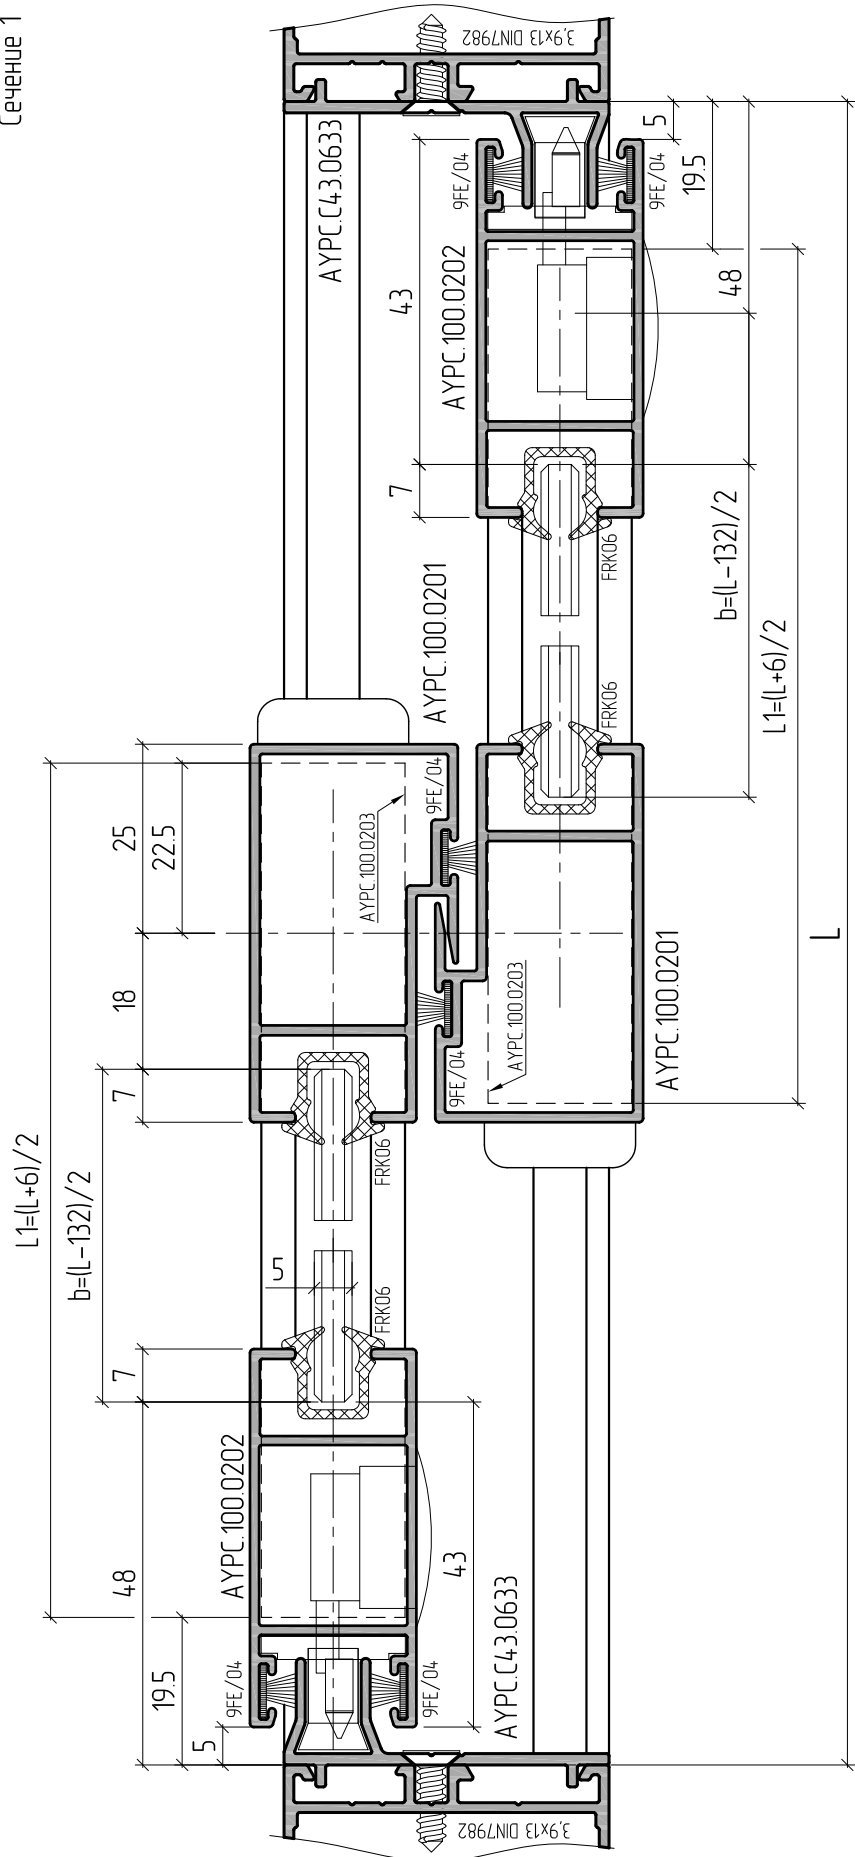 Сечение 1
3,9x13 DIN7982
AYPC.C43.0633
5
19.5
9FE/04
9FE/04
48
43
AYPC.100.0202
7
b=(L-132)/2
FRK06
L1=(L+6)/2
AYPC.100.0201
FRK06
25
22.5
9FE/04
AYPC.100.0203
L
18
AYPC.100.0203
AYPC.100.0201
9FE/04
7
L1=(L+6)/2
b=(L-132)/2
FRK06
5
FRK06
7
AYPC.100.0202
48
43
19.5
9FE/04
9FE/04
AYPC.C43.0633
5
3,9x13 DIN7982